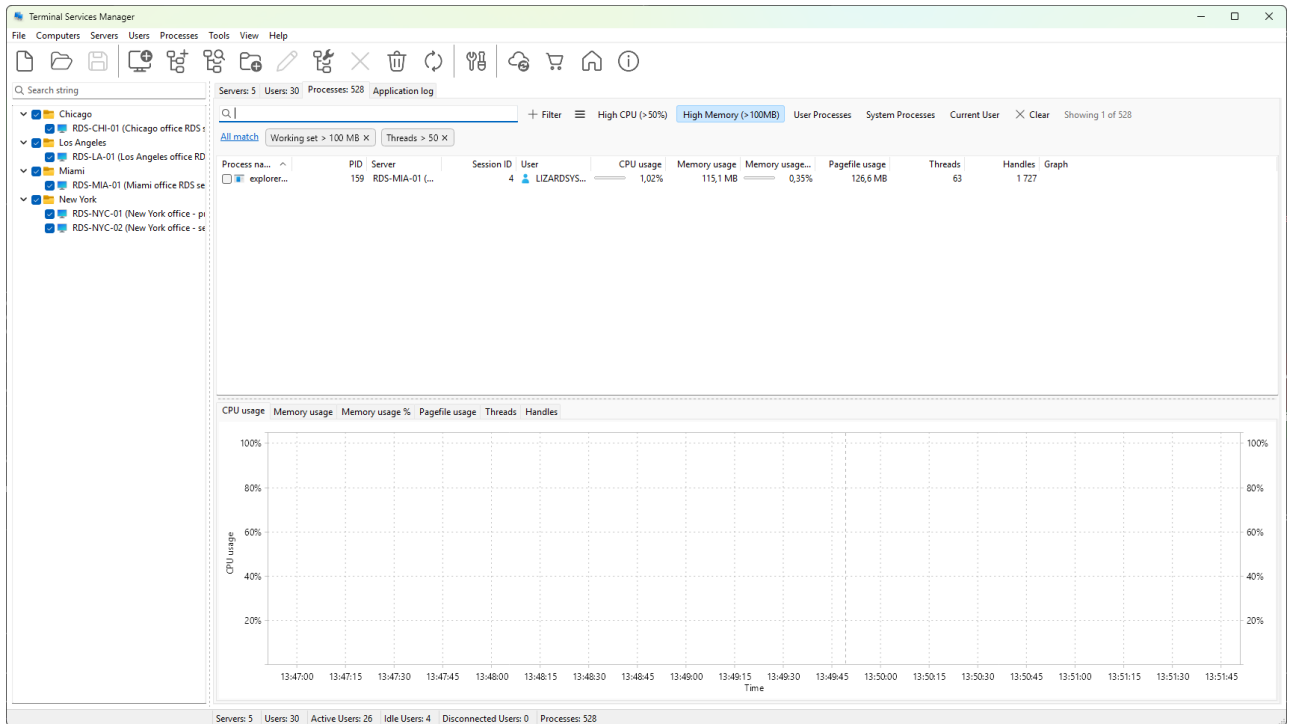 Terminal Services Manager
File Computers Servers Users Processes Tools View Help
Search string
Servers: 5 Users: 30 Processes: 528 Application log
Chicago
RDS-CHI-01 (Chicago office RDS s
Los Angeles
RDS-LA-01 (Los Angeles office RD
Miami
RDS-MIA-01 (Miami office RDS se
New York
RDS-NYC-01 (New York office - pr
RDS-NYC-02 (New York office - se
Filter High CPU (>50%) High Memory (>100MB) User Processes System Processes Current User Clear Showing 1 of 528
All match Working set > 100 MB × Threads > 50 ×
Process na... PID Server Session ID User CPU usage Memory usage Memory usage... Pagefile usage Threads Handles Graph
explorer... 159 RDS-MIA-01 (... 4 LIZARDSYS... 1,02% 115,1 MB 0,35% 126,6 MB 63 1 727
CPU usage Memory usage Memory usage % Pagefile usage Threads Handles
100% 100%
80% 80%
60% 60%
40% 40%
20% 20%
CPU usage
13:47:00 13:47:15 13:47:30 13:47:45 13:48:00 13:48:15 13:48:30 13:48:45 13:49:00 13:49:15 13:49:30 13:49:45 13:50:00 13:50:15 13:50:30 13:50:45 13:51:00 13:51:15 13:51:30 13:51:45
Time
Servers: 5 Users: 30 Active Users: 26 Idle Users: 4 Disconnected Users: 0 Processes: 528